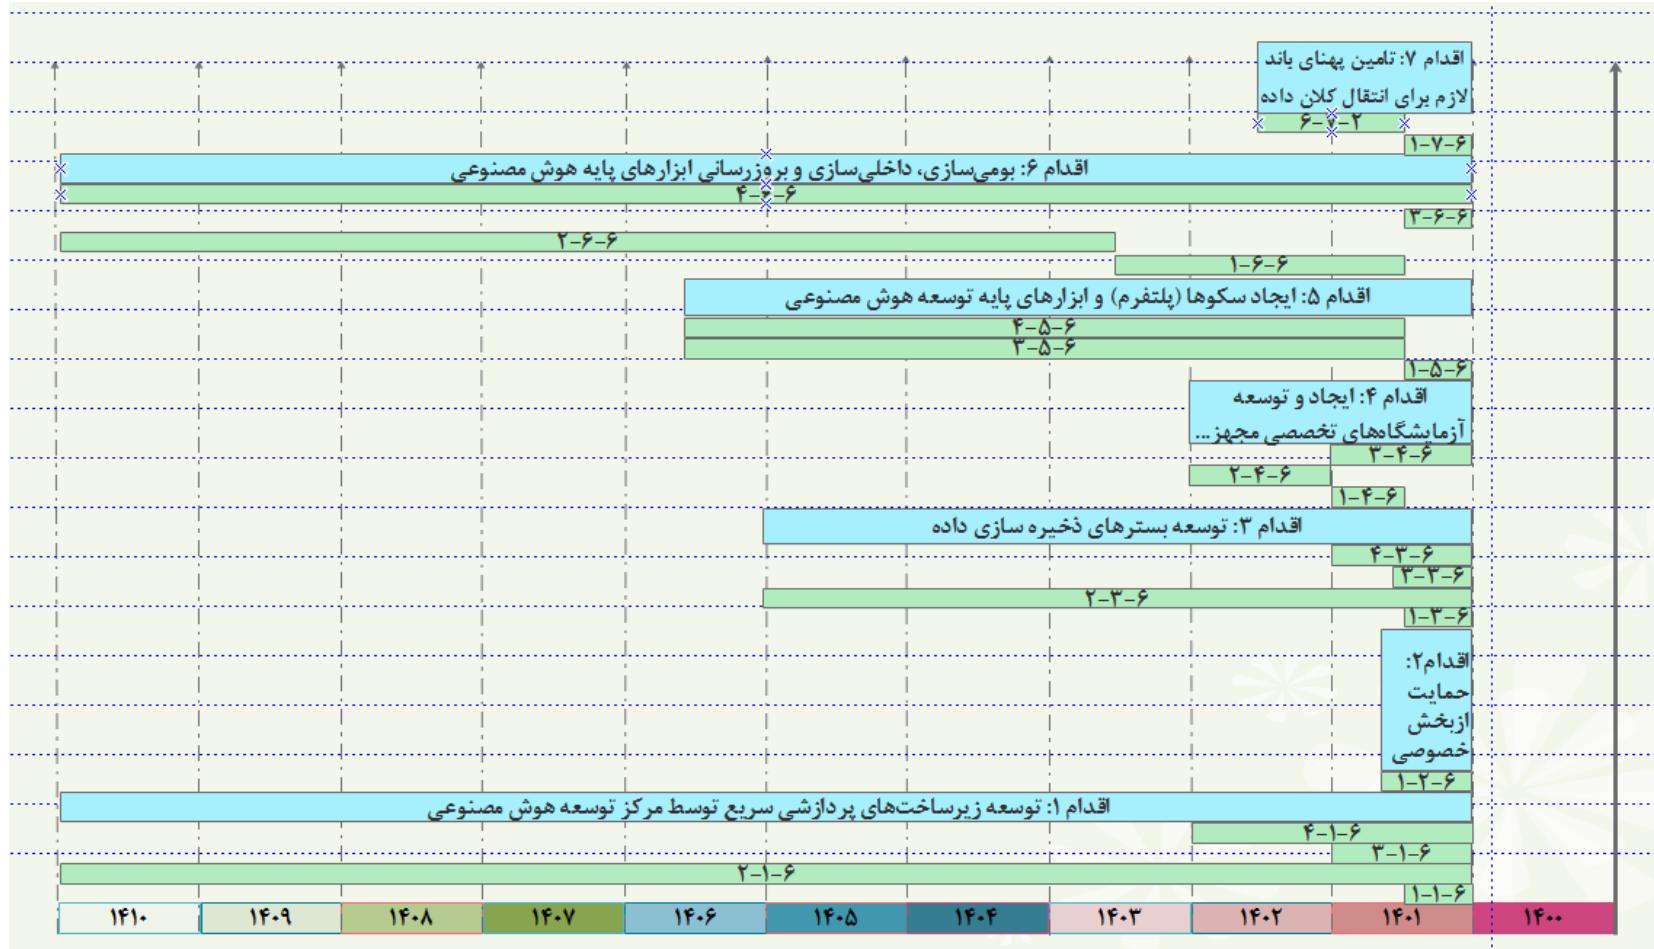 اقدام ۷: تامین پهنای باند
لازم برای انتقال کلان داده
۶-۷-۲
۱-۷-۶
اقدام ۶: بومی‌سازی، داخلی‌سازی و بروزرسانی ابزارهای پایه هوش مصنوعی
۴-۶-۶
۳-۶-۶
۲-۶-۶
۱-۶-۶
اقدام ۵: ایجاد سکوها (پلتفرم) و ابزارهای پایه توسعه هوش مصنوعی
۴-۵-۶
۳-۵-۶
۱-۵-۶
اقدام ۴: ایجاد و توسعه
آزمایشگاه‌های تخصصی مجهز...
۳-۴-۶
۲-۴-۶
۱-۴-۶
اقدام ۳: توسعه بسترهای ذخیره سازی داده
۴-۳-۶
۳-۳-۶
۲-۳-۶
۱-۳-۶
اقدام۲:
حمایت
ازبخش
خصوصی
۱-۲-۶
اقدام ۱: توسعه زیرساخت‌های پردازشی سریع توسط مرکز توسعه هوش مصنوعی
۴-۱-۶
۳-۱-۶
۲-۱-۶
۱-۱-۶
۱۴۰۰
۱۴۰۱
۱۴۰۲
۱۴۰۳
۱۴۰۴
۱۴۰۵
۱۴۰۶
۱۴۰۷
۱۴۰۸
۱۴۰۹
۱۴۱۰